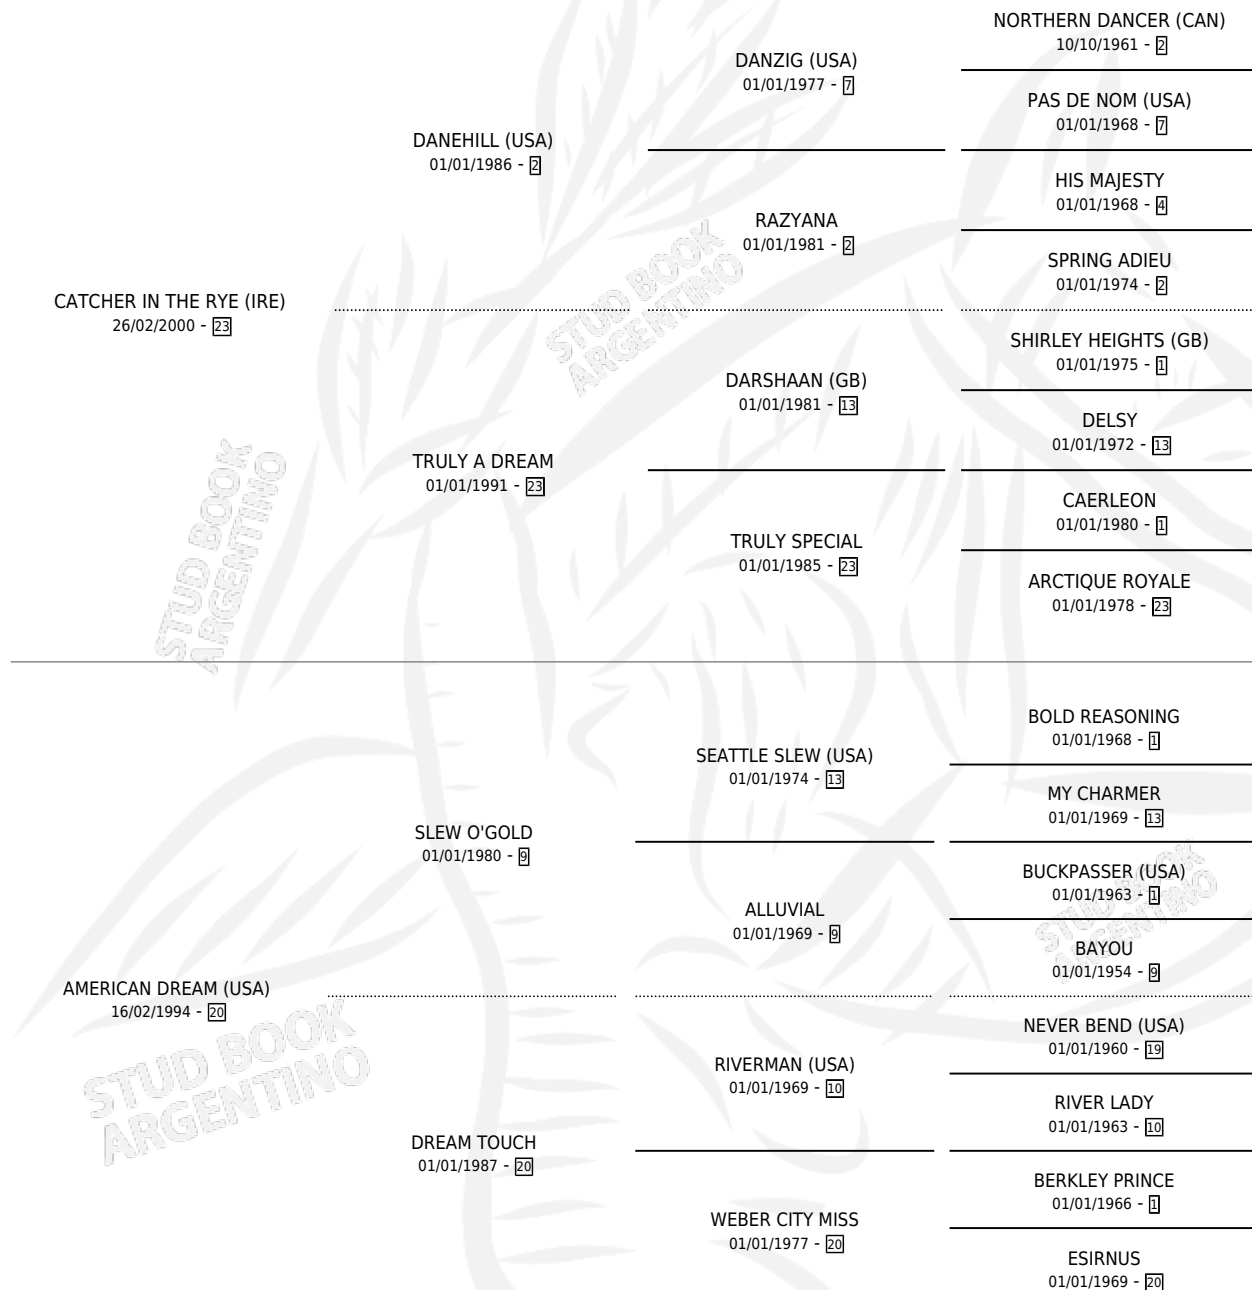 NORTHERN DANCER (CAN)
10/10/1961 - 2
DANZIG (USA)
01/01/1977 - 7
PAS DE NOM (USA)
01/01/1968 - 7
DANEHILL (USA)
01/01/1986 - 2
HIS MAJESTY
01/01/1968 - 4
RAZYANA
01/01/1981 - 2
SPRING ADIEU
01/01/1974 - 2
CATCHER IN THE RYE (IRE)
26/02/2000 - 23
SHIRLEY HEIGHTS (GB)
01/01/1975 - 1
DARSHAAN (GB)
01/01/1981 - 13
DELSY
01/01/1972 - 13
TRULY A DREAM
01/01/1991 - 23
CAERLEON
01/01/1980 - 1
TRULY SPECIAL
01/01/1985 - 23
ARCTIQUE ROYALE
01/01/1978 - 23
BOLD REASONING
01/01/1968 - 1
SEATTLE SLEW (USA)
01/01/1974 - 13
MY CHARMER
01/01/1969 - 13
SLEW O'GOLD
01/01/1980 - 9
BUCKPASSER (USA)
01/01/1963 - 1
ALLUVIAL
01/01/1969 - 9
BAYOU
01/01/1954 - 9
AMERICAN DREAM (USA)
16/02/1994 - 20
NEVER BEND (USA)
01/01/1960 - 19
RIVERMAN (USA)
01/01/1969 - 10
RIVER LADY
01/01/1963 - 10
DREAM TOUCH
01/01/1987 - 20
BERKLEY PRINCE
01/01/1966 - 1
WEBER CITY MISS
01/01/1977 - 20
ESIRNUS
01/01/1969 - 20
STUD BOOK
ARGENTINO
STUD BOOK
ARGENTINO
STUD BOOK
ARGENTINO
STUD BOOK
ARGENTINO